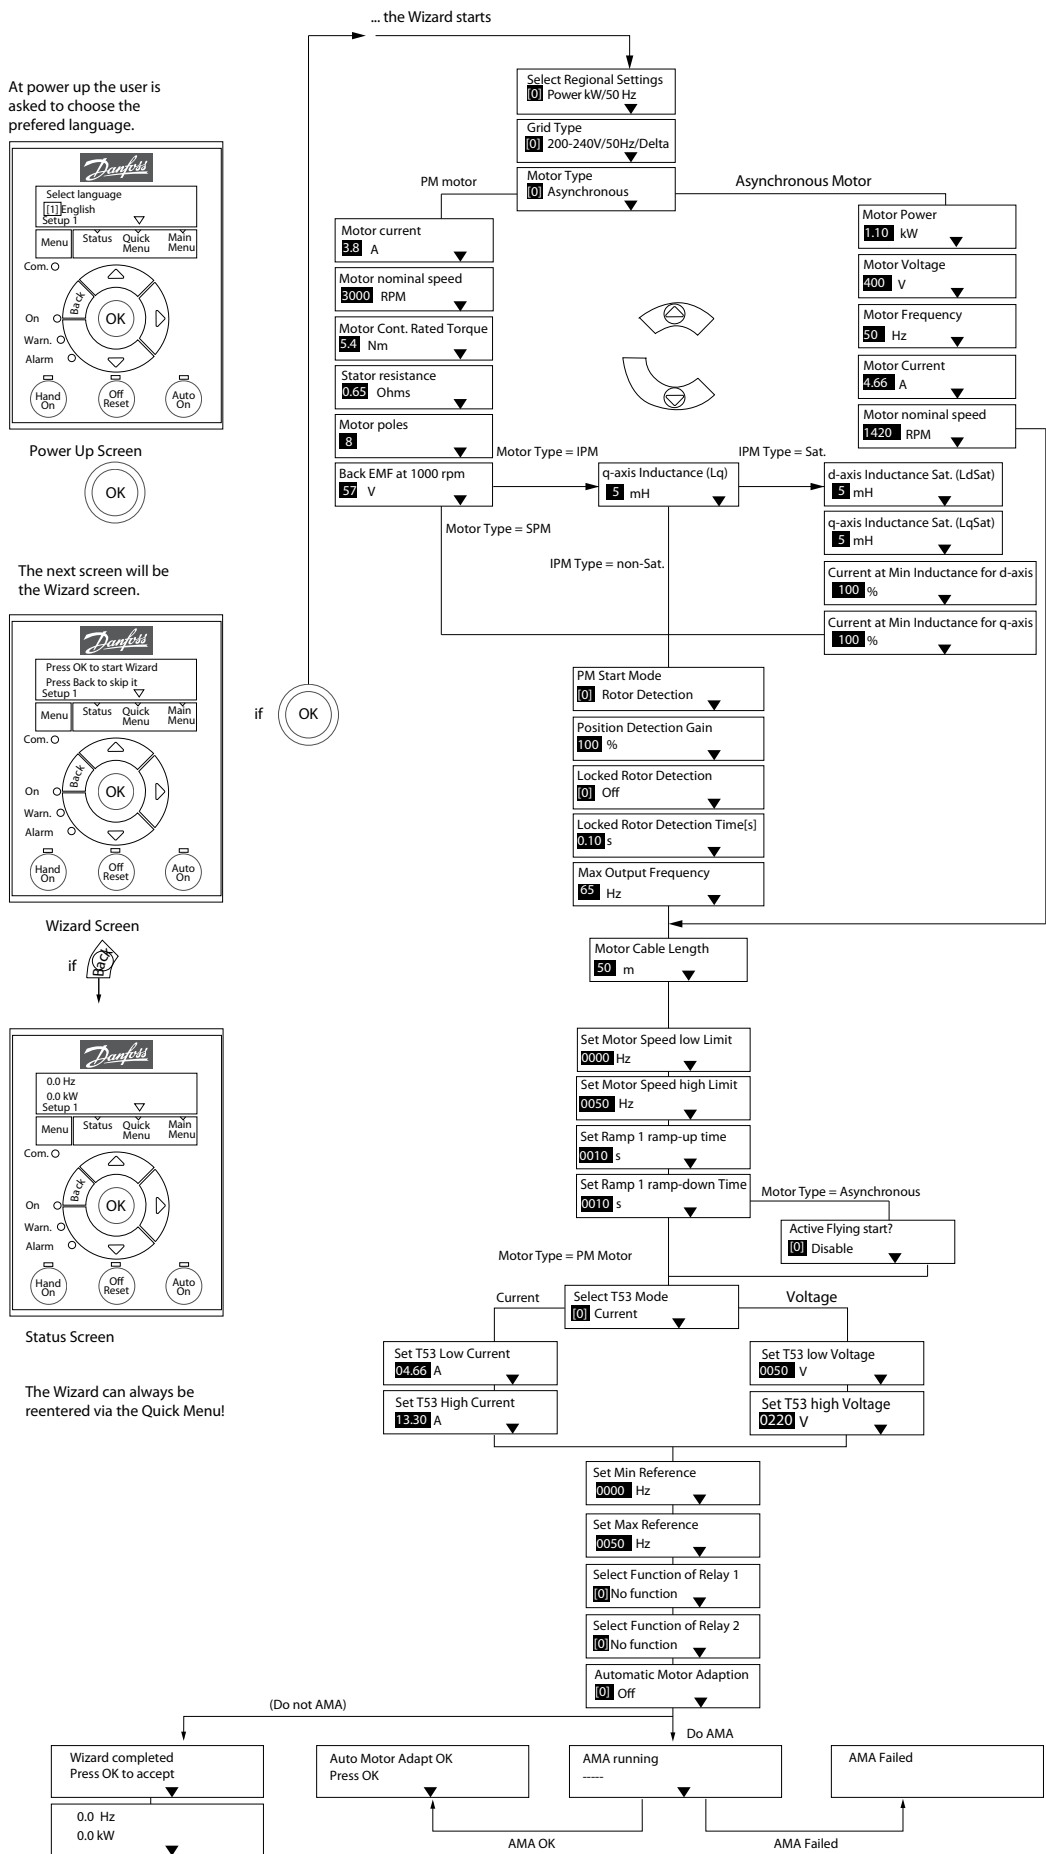 ... the Wizard starts
At power up the user is
asked to choose the
prefered language.
Danfoss
Select language
[1] English
Setup 1
Menu
Status
Quick
Menu
Main
Menu
Com.
Back
OK
On
Warn.
Alarm
Hand
On
Off
Reset
Auto
On
Power Up Screen
OK
The next screen will be
the Wizard screen.
Danfoss
Press OK to start Wizard
Press Back to skip it
Setup 1
Menu
Status
Quick
Menu
Main
Menu
Com.
Back
OK
On
Warn.
Alarm
Hand
On
Off
Reset
Auto
On
Wizard Screen
if
Back
if
OK
Danfoss
0.0 Hz
0.0 kW
Setup 1
Menu
Status
Quick
Menu
Main
Menu
Com.
Back
OK
On
Warn.
Alarm
Hand
On
Off
Reset
Auto
On
Status Screen
The Wizard can always be
reentered via the Quick Menu!
Select Regional Settings
[0] Power kW/50 Hz
Grid Type
[0] 200-240V/50Hz/Delta
Motor Type
[0] Asynchronous
PM motor
Asynchronous Motor
Motor current
3.8 A
Motor nominal speed
3000 RPM
Motor Cont. Rated Torque
5.4 Nm
Stator resistance
0.65 Ohms
Motor poles
8
Back EMF at 1000 rpm
57 V
Motor Power
1.10 kW
Motor Voltage
400 V
Motor Frequency
50 Hz
Motor Current
4.66 A
Motor nominal speed
1420 RPM
Motor Type = IPM
q-axis Inductance (Lq)
5 mH
IPM Type = Sat.
d-axis Inductance Sat. (LdSat)
5 mH
q-axis Inductance Sat. (LqSat)
5 mH
Current at Min Inductance for d-axis
100 %
Current at Min Inductance for q-axis
100 %
Motor Type = SPM
IPM Type = non-Sat.
PM Start Mode
[0] Rotor Detection
Position Detection Gain
100 %
Locked Rotor Detection
[0] Off
Locked Rotor Detection Time[s]
0.10 s
Max Output Frequency
65 Hz
Motor Cable Length
50 m
Set Motor Speed low Limit
0000 Hz
Set Motor Speed high Limit
0050 Hz
Set Ramp 1 ramp-up time
0010 s
Set Ramp 1 ramp-down Time
0010 s
Motor Type = Asynchronous
Active Flying start?
[0] Disable
Motor Type = PM Motor
Current
Select T53 Mode
[0] Current
Voltage
Set T53 Low Current
04.66 A
Set T53 High Current
13.30 A
Set T53 low Voltage
0050 V
Set T53 high Voltage
0220 V
Set Min Reference
0000 Hz
Set Max Reference
0050 Hz
Select Function of Relay 1
[0] No function
Select Function of Relay 2
[0] No function
Automatic Motor Adaption
[0] Off
(Do not AMA)
Do AMA
Wizard completed
Press OK to accept
0.0 Hz
0.0 kW
Auto Motor Adapt OK
Press OK
AMA running
-----
AMA Failed
AMA OK
AMA Failed